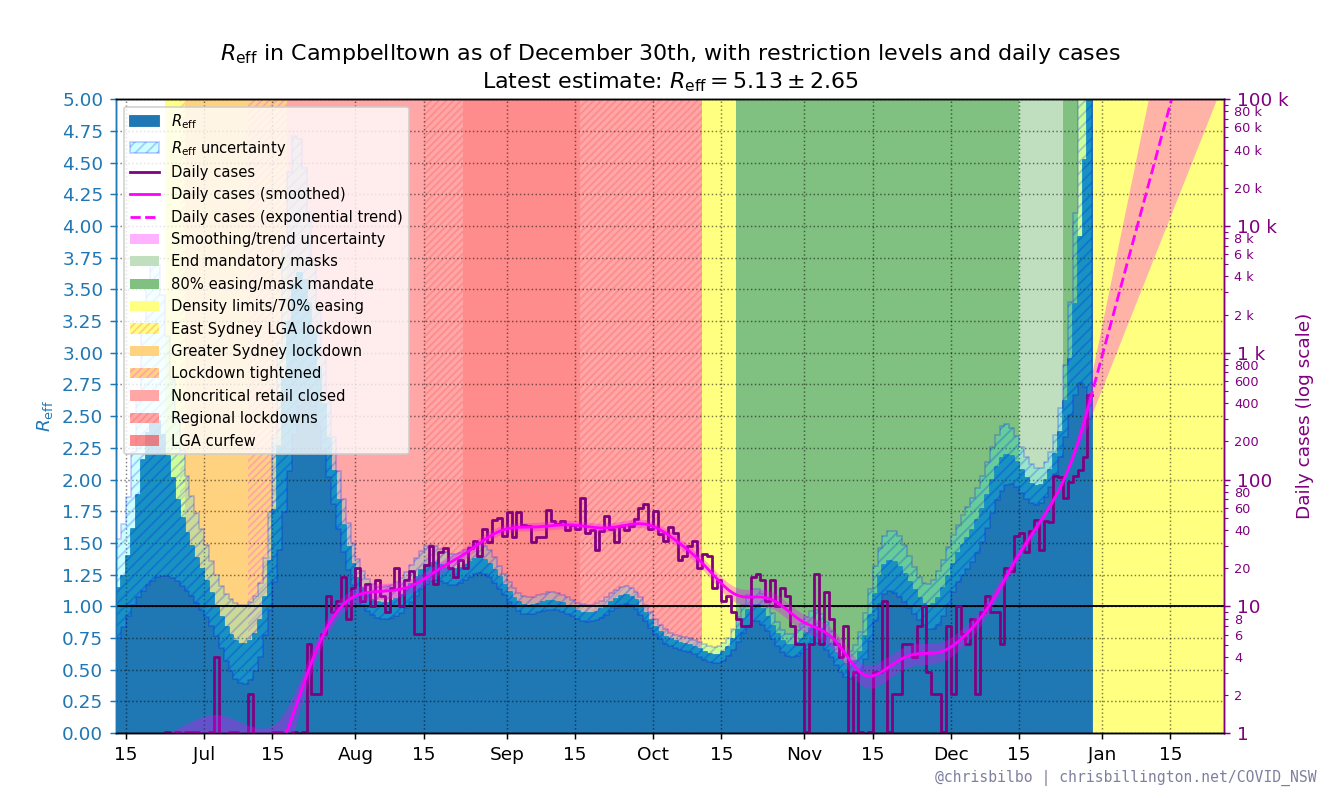 R_eff in Campbelltown as of December 30th, with restriction levels and daily cases
Latest estimate: R_eff = 5.13 ± 2.65
R_eff
R_eff uncertainty
Daily cases
Daily cases (smoothed)
Daily cases (exponential trend)
Smoothing/trend uncertainty
End mandatory masks
80% easing/mask mandate
Density limits/70% easing
East Sydney LGA lockdown
Greater Sydney lockdown
Lockdown tightened
Noncritical retail closed
Regional lockdowns
LGA curfew
R_eff
5.00
4.75
4.50
4.25
4.00
3.75
3.50
3.25
3.00
2.75
2.50
2.25
2.00
1.75
1.50
1.25
1.00
0.75
0.50
0.25
0.00
15 Jul 15 Aug 15 Sep 15 Oct 15 Nov 15 Dec 15 Jan 15
100 k
80 k
60 k
40 k
20 k
10 k
8 k
6 k
4 k
2 k
1 k
800
600
400
200
100
80
60
40
20
10
8
6
4
2
1
Daily cases (log scale)
@chrisbilbo | chrisbillington.net/COVID_NSW